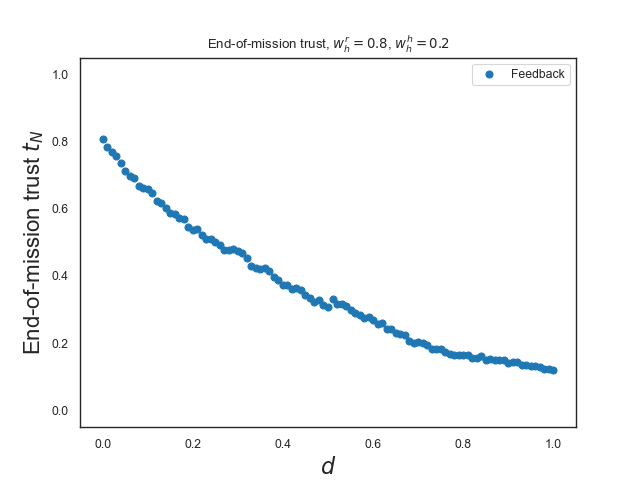 End-of-mission trust, $w_h^r = 0.8$, $w_h^h = 0.2$
Feedback
End-of-mission trust $t_N$
1.0
0.8
0.6
0.4
0.2
0.0
0.0 0.2 0.4 0.6 0.8 1.0
$d$